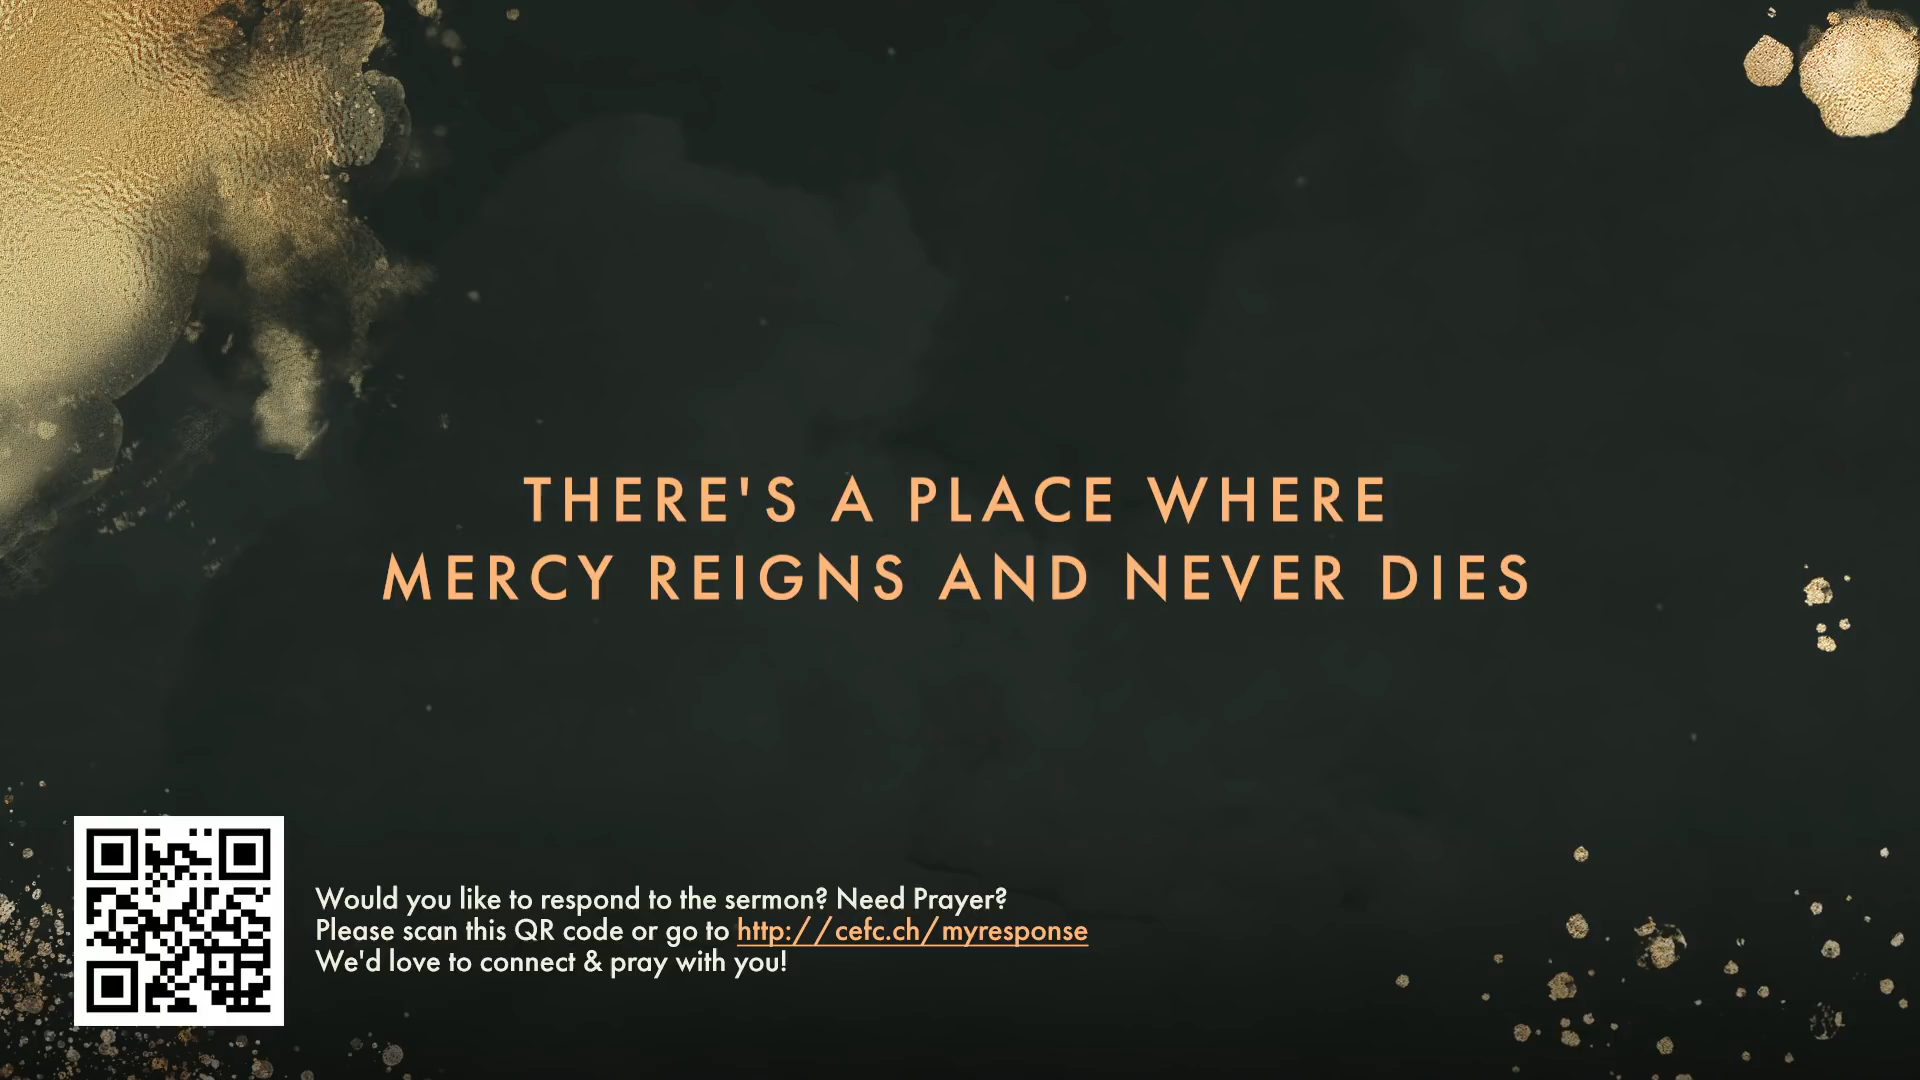 THERE'S A PLACE WHERE
MERCY REIGNS AND NEVER DIES
Would you like to respond to the sermon? Need Prayer?
Please scan this QR code or go to http://cefc.ch/myresponse
We'd love to connect & pray with you!